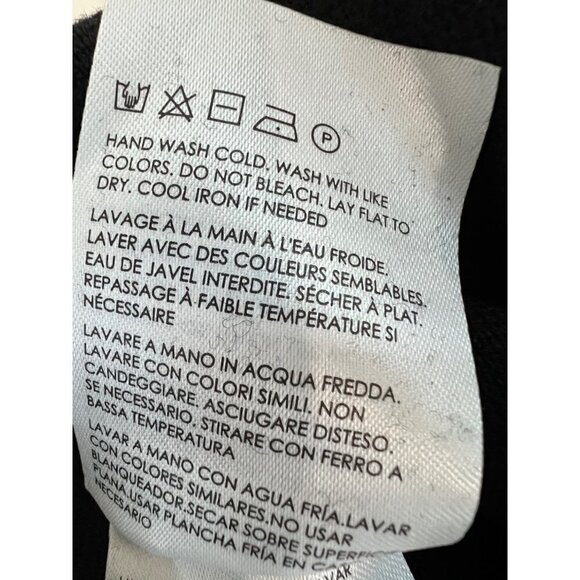 P
HAND WASH COLD. WASH WITH LIKE
COLORS. DO NOT BLEACH. LAY FLAT TO
DRY. COOL IRON IF NEEDED
LAVAGE À LA MAIN À L'EAU FROIDE.
LAVER AVEC DES COULEURS SEMBLABLES.
EAU DE JAVEL INTERDITE. SÉCHER À PLAT.
REPASSAGE À FAIBLE TEMPÉRATURE SI
NÉCESSAIRE
LAVARE A MANO IN ACQUA FREDDA.
LAVARE CON COLORI SIMILI. NON
CANDEGGIARE. ASCIUGARE DISTESO.
SE NECESSARIO, STIRARE CON FERRO A
BASSA TEMPERATURA
LAVAR A MANO CON AGUA FRÍA.LAVAR
CON COLORES SIMILARES.NO USAR
BLANQUEADOR.SECAR SOBRE
PLANA.USAR PLANCHA FRÍA EN
NECESARIO